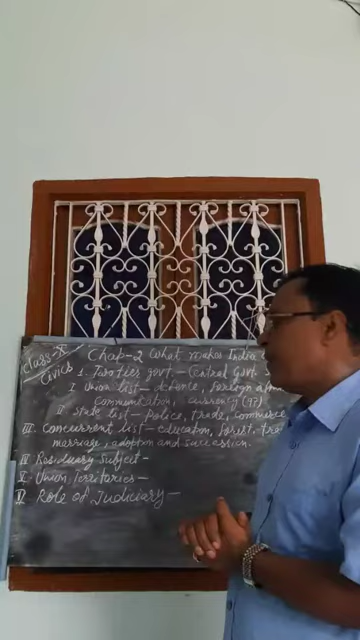 Class-X
Civics
Chap-2 What makes India
1. Two tier govt - Central Govt S
I Union list - defence, foreign
Communication, currency (97)
II State list - police, trade, commerce
III. Concurrent list - education, forest, tra
marriage, adoption and succession.
IV Residuary Subject -
V. Union Territories -
VI Role of Judiciary -